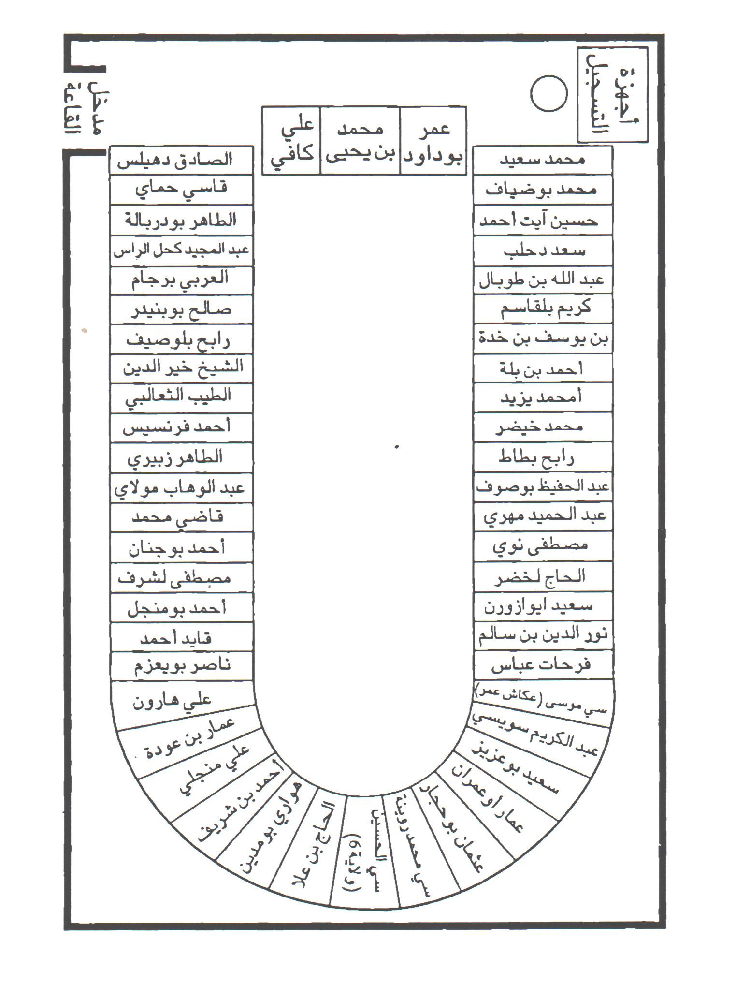 أجهزة
التسجيل
مدخل
القاعة
عمر
بوداود
محمد
بن يحيى
علي
كافي
محمد سعيد
محمد بوضياف
حسين آيت أحمد
سعد دحلب
عبد الله بن طوبال
كريم بلقاسم
بن يوسف بن خدة
أحمد بن بلة
أمحمد يزيد
محمد خيضر
رابح بطاط
عبد الحفيظ بوصوف
عبد الحميد مهري
مصطفى نوي
الحاج لخضر
سعيد ايوازورن
نور الدين بن سالم
فرحات عباس
سي موسى (عكاش عمر)
عبد الكريم سويسي
سعيد بوعزيز
عمار أوعمران
عثمان بوحجار
سي محمد روينة
سي الحسين
(ولاية 6)
الحاج بن علا
هواري بومدين
أحمد بن شريف
علي منجلي
عمار بن عودة
علي هارون
ناصر بويعزم
قايد أحمد
أحمد بومنجل
مصطفى لشرف
أحمد بوجنان
قاضي محمد
عبد الوهاب مولاي
الطاهر زبيري
أحمد فرنسيس
الطيب الثعالبي
الشيخ خير الدين
رابح بلوصيف
صالح بوبنيدر
العربي برجام
عبد المجيد كحل الراس
الطاهر بودربالة
قاسي حماي
الصادق دهيلس